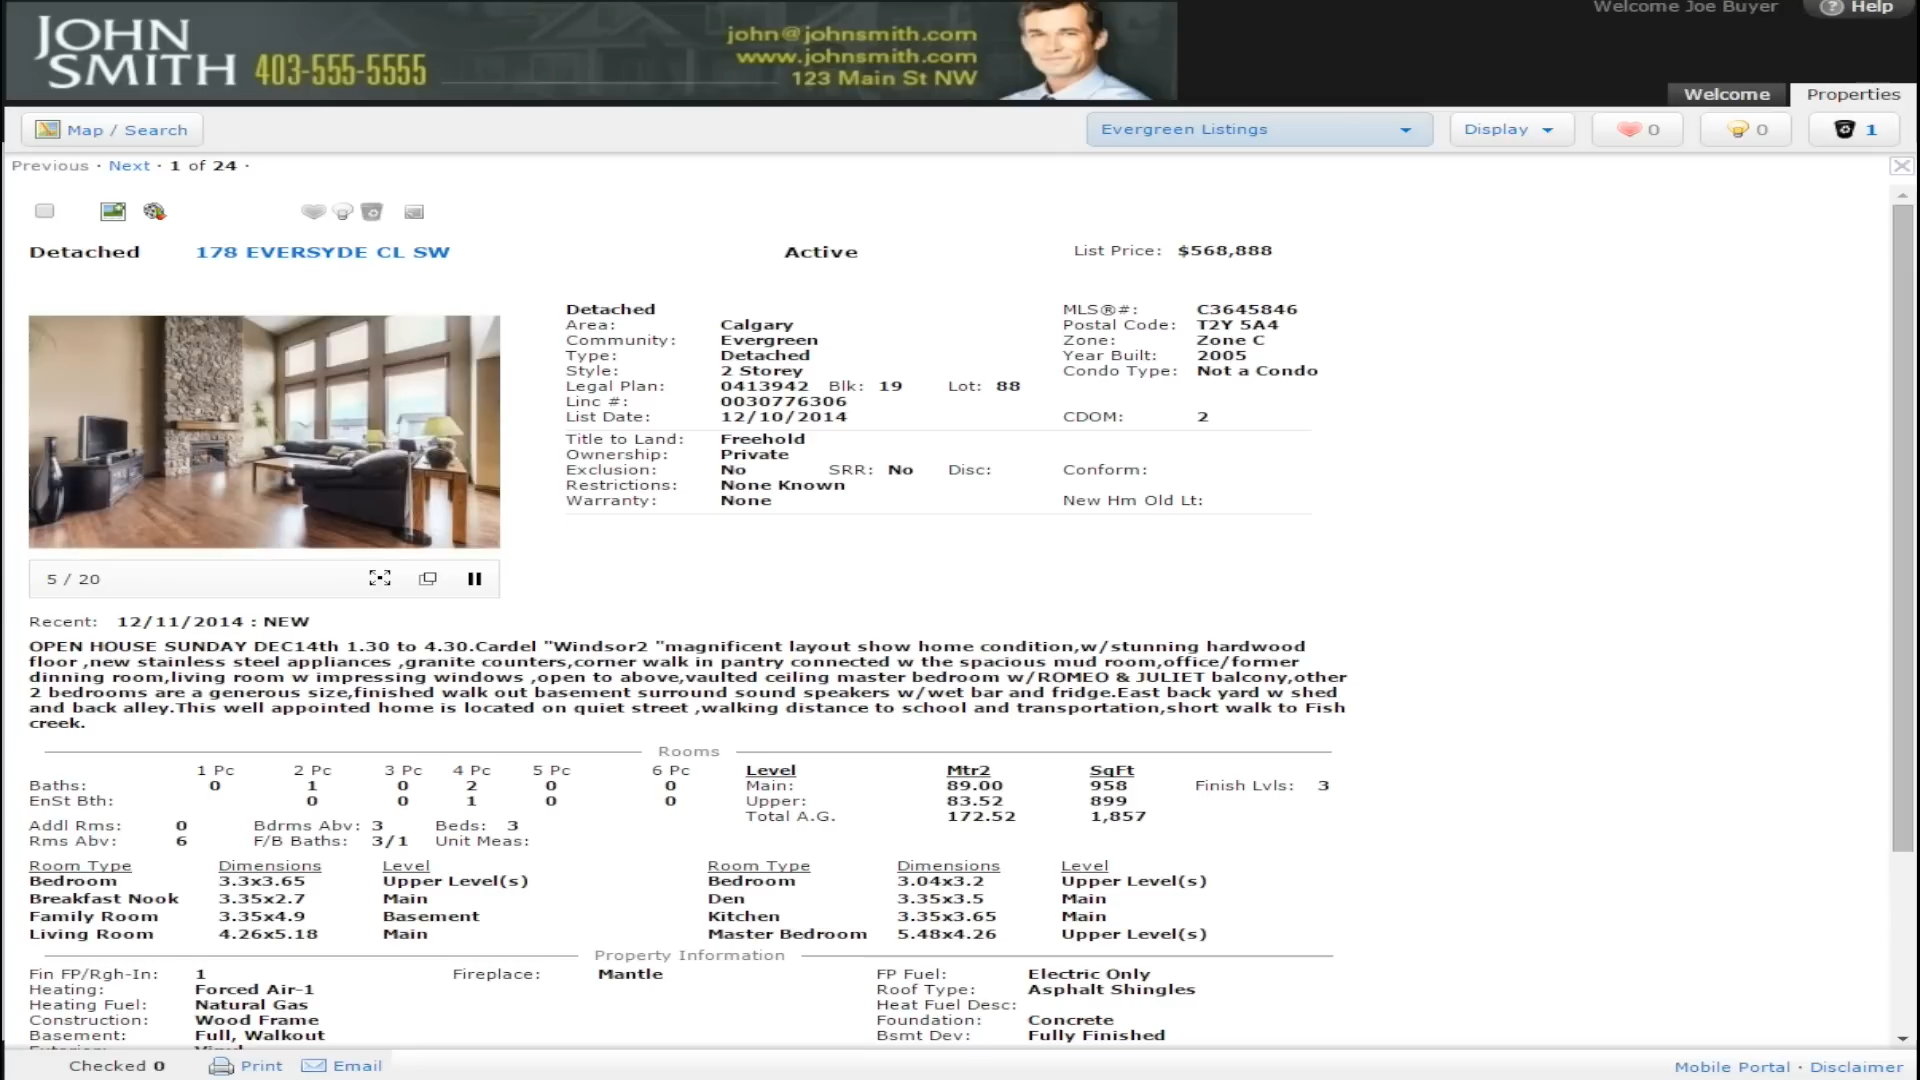 JOHN
SMITH 403-555-5555
john@johnsmith.com
www.johnsmith.com
123 Main St NW
Welcome Joe Buyer
Help
Welcome
Properties
Map / Search
Evergreen Listings
Display
0
0
1
Previous · Next · 1 of 24 ·
Detached 178 EVERSYDE CL SW Active List Price: $568,888
Detached MLS®#: C3645846
Area: Calgary Postal Code: T2Y 5A4
Community: Evergreen Zone: Zone C
Type: Detached Year Built: 2005
Style: 2 Storey Condo Type: Not a Condo
Legal Plan: 0413942 Blk: 19 Lot: 88
Linc #: 0030776306
List Date: 12/10/2014 CDOM: 2
Title to Land: Freehold
Ownership: Private
Exclusion: No SRR: No Disc: Conform:
Restrictions: None Known
Warranty: None New Hm Old Lt:
5 / 20
Recent: 12/11/2014 : NEW
OPEN HOUSE SUNDAY DEC14th 1.30 to 4.30.Cardel "Windsor2 "magnificent layout show home condition,w/stunning hardwood
floor ,new stainless steel appliances ,granite counters,corner walk in pantry connected w the spacious mud room,office/former
dinning room,living room w impressing windows ,open to above,vaulted ceiling master bedroom w/ROMEO & JULIET balcony,other
2 bedrooms are a generous size,finished walk out basement surround sound speakers w/wet bar and fridge.East back yard w shed
and back alley.This well appointed home is located on quiet street ,walking distance to school and transportation,short walk to Fish
creek.
Rooms
1 Pc 2 Pc 3 Pc 4 Pc 5 Pc 6 Pc Level Mtr2 SqFt
Baths: 0 1 0 2 0 0 Main: 89.00 958 Finish Lvls: 3
EnSt Bth: 0 0 1 0 0 Upper: 83.52 899
Total A.G. 172.52 1,857
Addl Rms: 0 Bdrms Abv: 3 Beds: 3
Rms Abv: 6 F/B Baths: 3/1 Unit Meas:
Room Type Dimensions Level Room Type Dimensions Level
Bedroom 3.3x3.65 Upper Level(s) Bedroom 3.04x3.2 Upper Level(s)
Breakfast Nook 3.35x2.7 Main Den 3.35x3.5 Main
Family Room 3.35x4.9 Basement Kitchen 3.35x3.65 Main
Living Room 4.26x5.18 Main Master Bedroom 5.48x4.26 Upper Level(s)
Property Information
Fin FP/Rgh-In: 1 Fireplace: Mantle FP Fuel: Electric Only
Heating: Forced Air-1 Roof Type: Asphalt Shingles
Heating Fuel: Natural Gas Heat Fuel Desc:
Construction: Wood Frame Foundation: Concrete
Basement: Full, Walkout Bsmt Dev: Fully Finished
Checked 0 Print Email Mobile Portal · Disclaimer